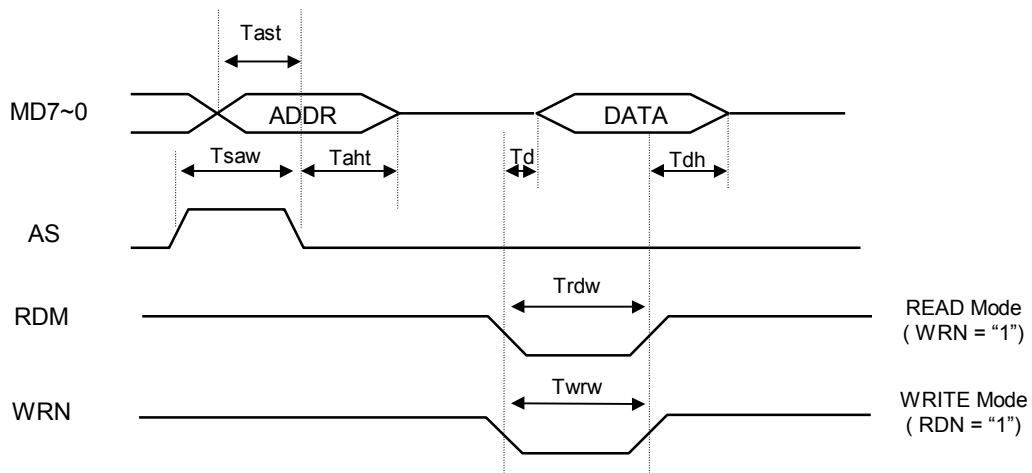 Tast
MD7~0
ADDR
DATA
Tsaw
Taht
Td
Tdh
AS
Trdw
RDM
READ Mode
( WRN = “1”)
Twrw
WRN
WRITE Mode
( RDN = “1”)